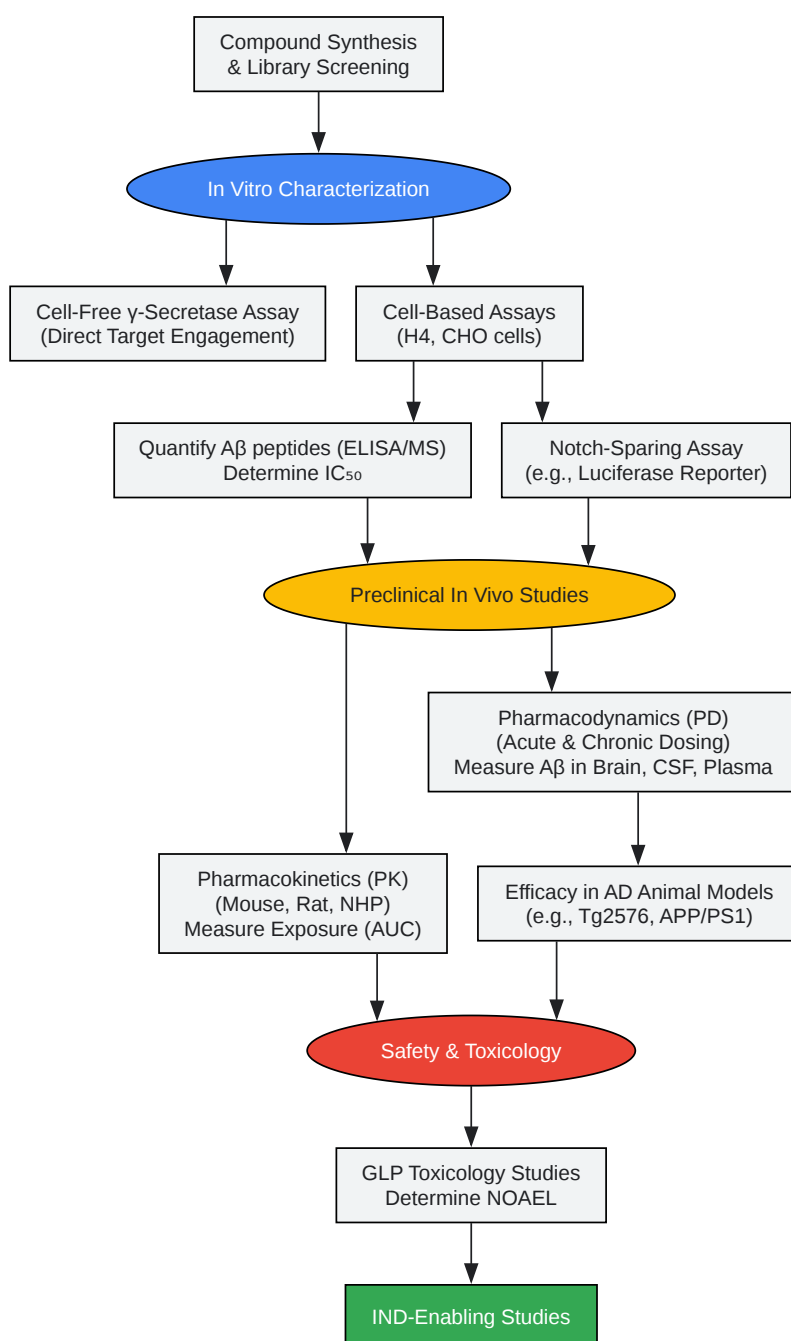 Compound Synthesis
& Library Screening
In Vitro Characterization
Cell-Free γ-Secretase Assay
(Direct Target Engagement)
Cell-Based Assays
(H4, CHO cells)
Quantify Aβ peptides (ELISA/MS)
Determine IC₅₀
Notch-Sparing Assay
(e.g., Luciferase Reporter)
Preclinical In Vivo Studies
Pharmacodynamics (PD)
(Acute & Chronic Dosing)
Measure Aβ in Brain, CSF, Plasma
Pharmacokinetics (PK)
(Mouse, Rat, NHP)
Measure Exposure (AUC)
Efficacy in AD Animal Models
(e.g., Tg2576, APP/PS1)
Safety & Toxicology
GLP Toxicology Studies
Determine NOAEL
IND-Enabling Studies